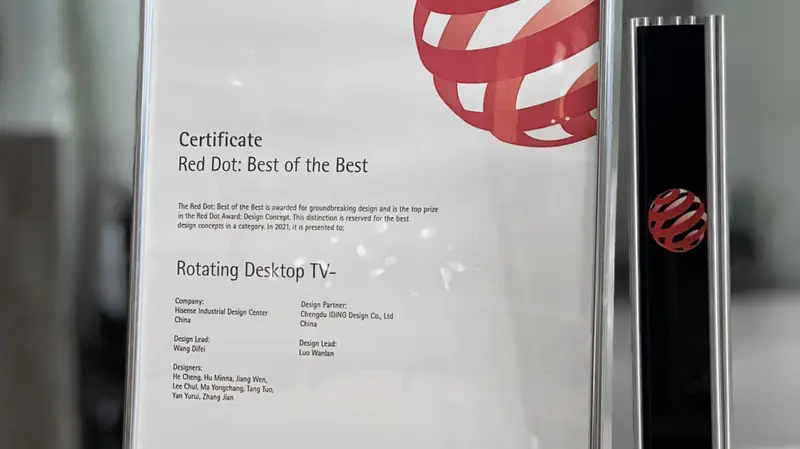 Certificate
Red Dot: Best of the Best
The Red Dot: Best of the Best is awarded for groundbreaking design and is the top prize
in the Red Dot Award: Design Concept. This distinction is reserved for the best
design concepts in a category. In 2021, it is presented to:
Rotating Desktop TV-
Company:
Hisense Industrial Design Center
China
Design Lead:
Wang Difei
Designers:
He Cheng, Hu Minna, Jiang Wen,
Lee Chul, Ma Yongchang, Tang Tuo,
Yan Yurui, Zhang Jian
Design Partner:
Chengdu IDING Design Co., Ltd
China
Design Lead:
Luo Wanlan